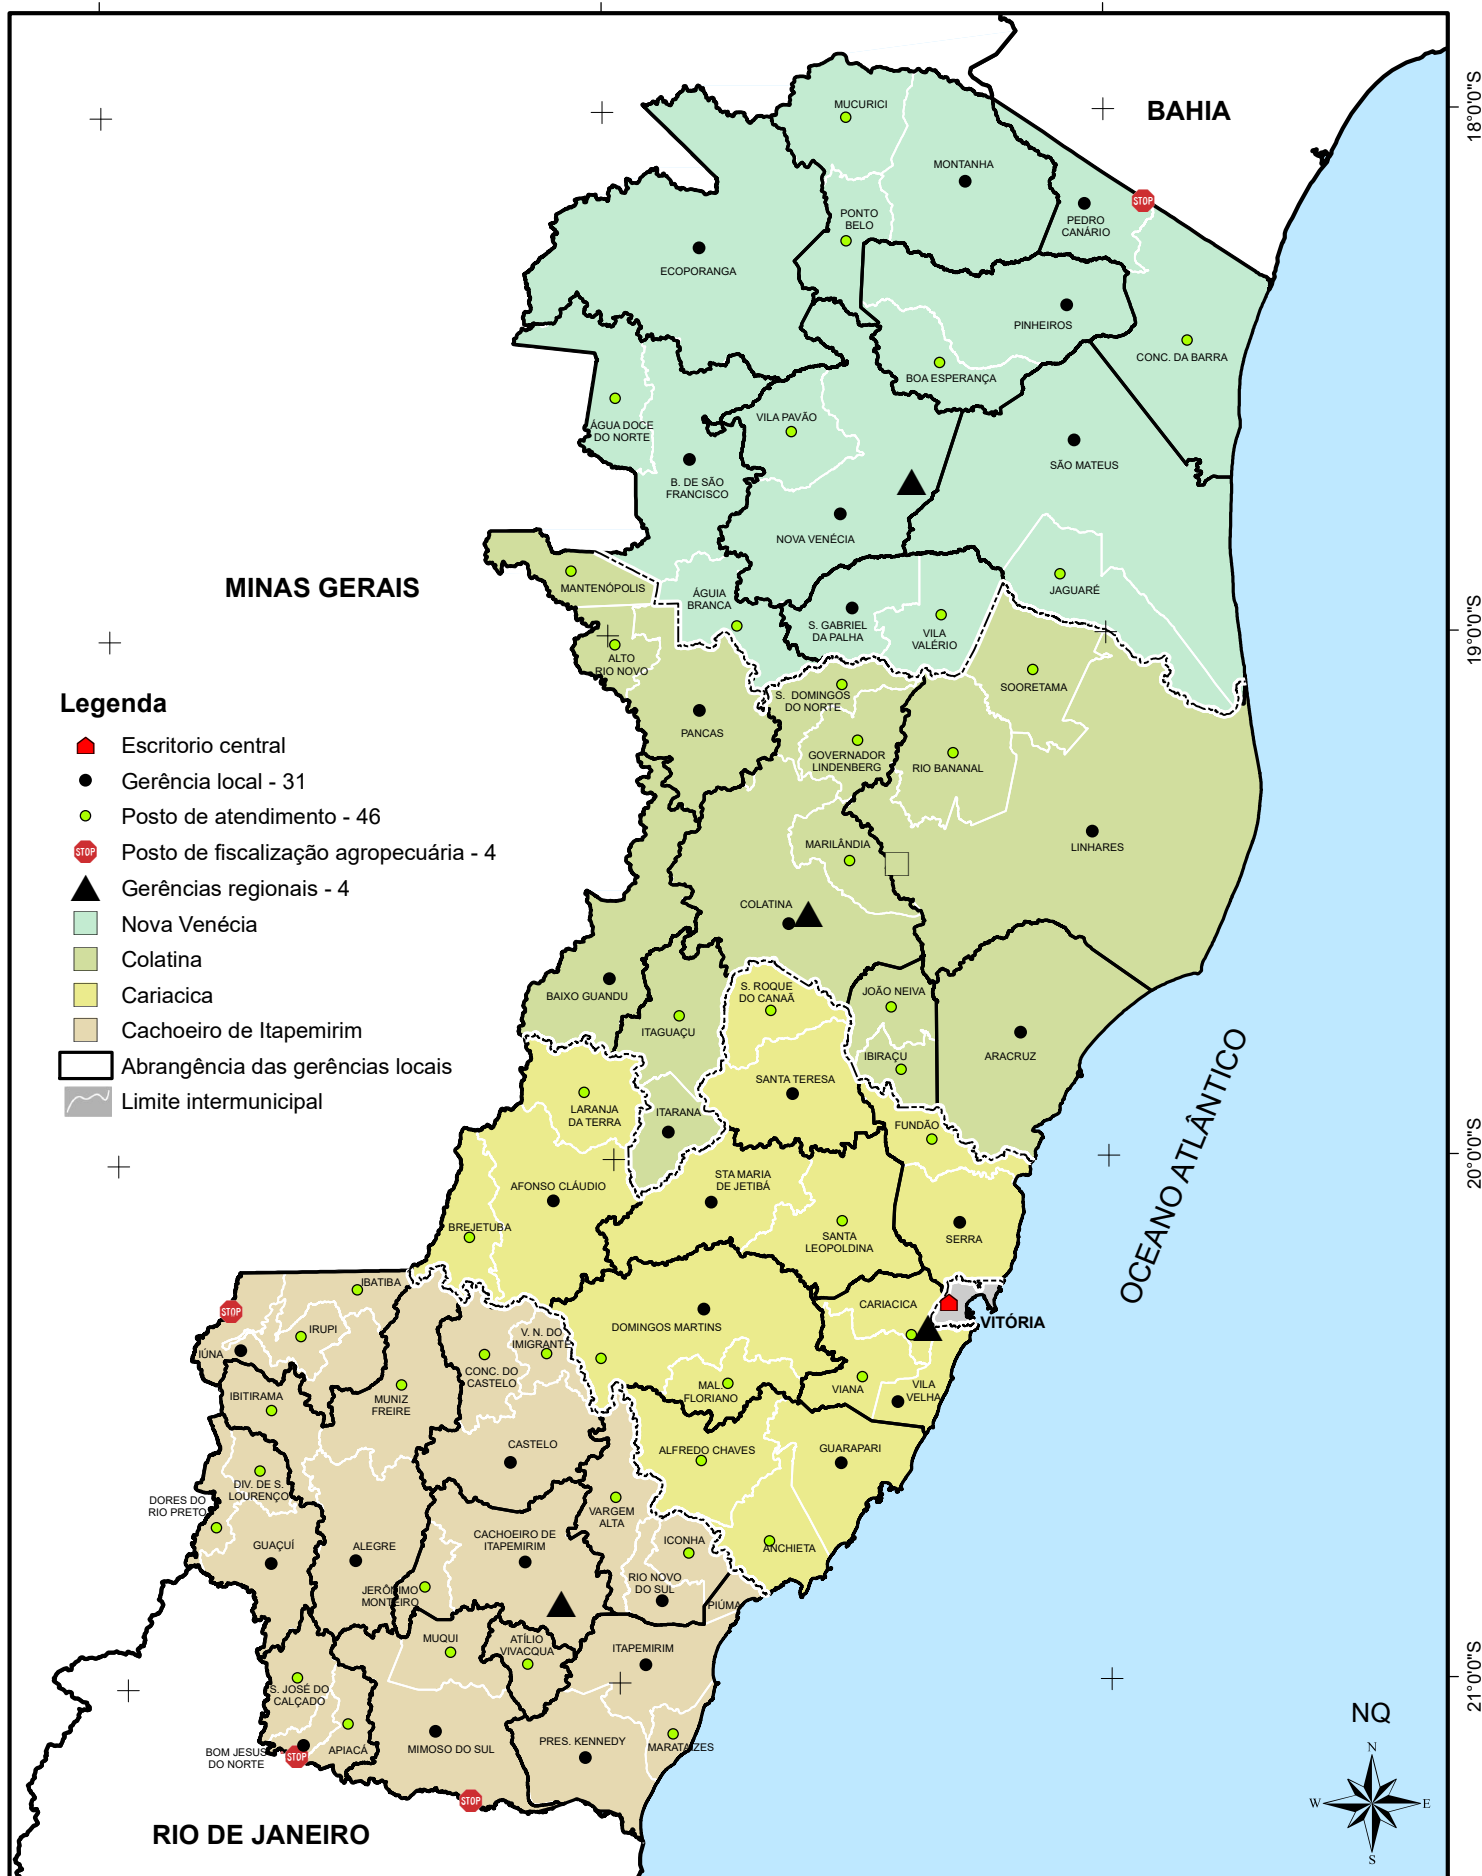 BAHIA
MUCURICI
MONTANHA
STOP
PONTO
BELO
PEDRO
CANÁRIO
ECOPORANGA
PINHEIROS
CONC. DA BARRA
BOA ESPERANÇA
VILA PAVÃO
ÁGUA DOCE
DO NORTE
SÃO MATEUS
B. DE SÃO
FRANCISCO
NOVA VENÉCIA
MINAS GERAIS
MANTENÓPOLIS
ÁGUIA
BRANCA
JAGUARÉ
S. GABRIEL
DA PALHA
VILA
VALÉRIO
ALTO
RIO NOVO
SOORETAMA
S. DOMINGOS
DO NORTE
PANCAS
GOVERNADOR
LINDENBERG
RIO BANANAL
LINHARES
MARILÂNDIA
COLATINA
BAIXO GUANDU
S. ROQUE
DO CANAÃ
JOÃO NEIVA
ITAGUAÇU
IBIRAÇU
ARACRUZ
SANTA TERESA
LARANJA
DA TERRA
ITARANA
FUNDÃO
AFONSO CLÁUDIO
STA MARIA
DE JETIBÁ
BREJETUBA
SANTA
LEOPOLDINA
SERRA
IBATIBA
STOP
CARIACICA
VITÓRIA
IRUPI
DOMINGOS MARTINS
V. N. DO
IMIGRANTE
IÚNA
CONC. DO
CASTELO
IBITIRAMA
MUNIZ
FREIRE
MAL.
FLORIANO
VIANA
VILA
VELHA
CASTELO
ALFREDO CHAVES
GUARAPARI
DIV. DE S.
LOURENÇO
DORES DO
RIO PRETO
VARGEM
ALTA
GUAÇUÍ
ALEGRE
CACHOEIRO DE
ITAPEMIRIM
ICONHA
ANCHIETA
JERÔNIMO
MONTEIRO
RIO NOVO
DO SUL
PIÚMA
MUQUI
ATÍLIO
VIVACQUA
ITAPEMIRIM
S. JOSÉ DO
CALÇADO
BOM JESUS
DO NORTE
STOP
APIACÁ
MIMOSO DO SUL
PRES. KENNEDY
MARATAÍZES
STOP
RIO DE JANEIRO
OCEANO ATLÂNTICO
Legenda
Escritorio central
Gerência local - 31
Posto de atendimento - 46
STOP Posto de fiscalização agropecuária - 4
Gerências regionais - 4
Nova Venécia
Colatina
Cariacica
Cachoeiro de Itapemirim
Abrangência das gerências locais
Limite intermunicipal
18°0'0"S
19°0'0"S
20°0'0"S
21°0'0"S
NQ
N
W
E
S